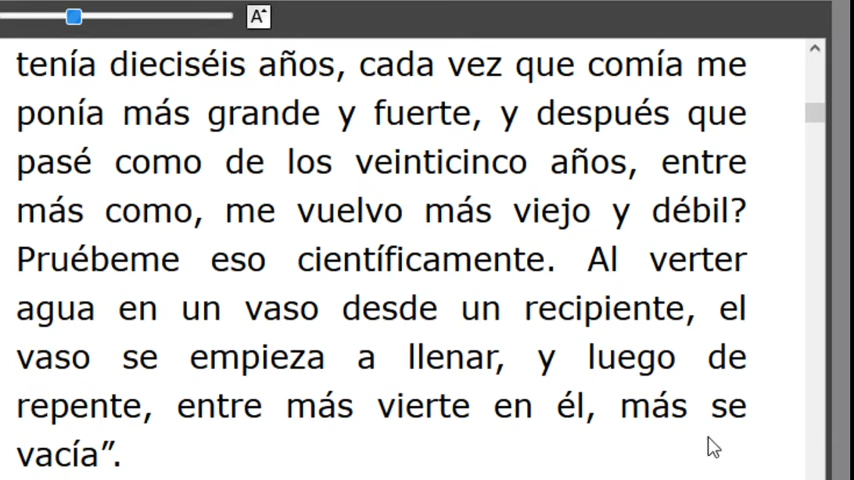 A
tenía dieciséis años, cada vez que comía me
ponía más grande y fuerte, y después que
pasé como de los veinticinco años, entre
más como, me vuelvo más viejo y débil?
Pruébeme eso científicamente. Al verter
agua en un vaso desde un recipiente, el
vaso se empieza a llenar, y luego de
repente, entre más vierte en él, más se
vacía”.